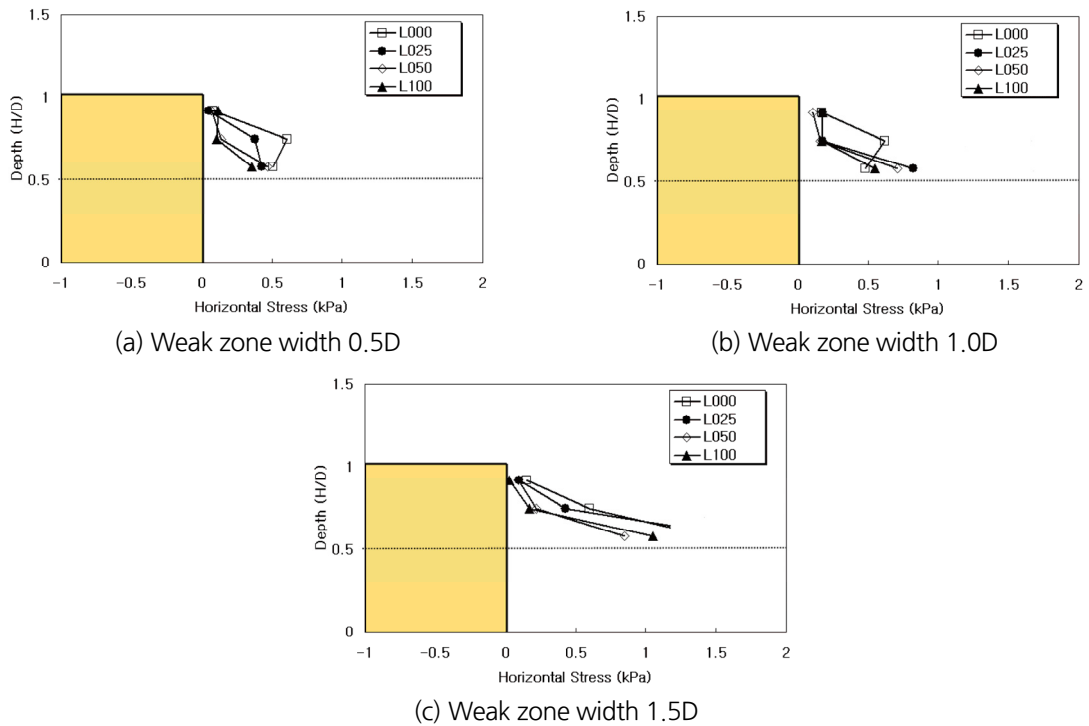 1.5
1
0.5
0
Depth (H/D)
-1
-0.5
0
0.5
1
1.5
2
Horizontal Stress (kPa)
L000
L025
L050
L100
(a) Weak zone width 0.5D
1.5
1
0.5
0
Depth (H/D)
-1
-0.5
0
0.5
1
1.5
2
Horizontal Stress (kPa)
L000
L025
L050
L100
(b) Weak zone width 1.0D
1.5
1
0.5
0
Depth (H/D)
-1
-0.5
0
0.5
1
1.5
2
Horizontal Stress (kPa)
L000
L025
L050
L100
(c) Weak zone width 1.5D